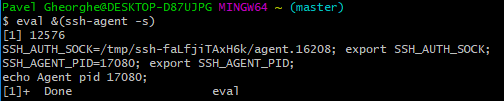 Pavel Gheorghe@DESKTOP-D87UJPG MINGW64 ~ (master)
$ eval &(ssh-agent -s)
[1] 12576
SSH_AUTH_SOCK=/tmp/ssh-faLfjiTAxH6k/agent.16208; export SSH_AUTH_SOCK;
SSH_AGENT_PID=17080; export SSH_AGENT_PID;
echo Agent pid 17080;
[1]+  Done                    eval